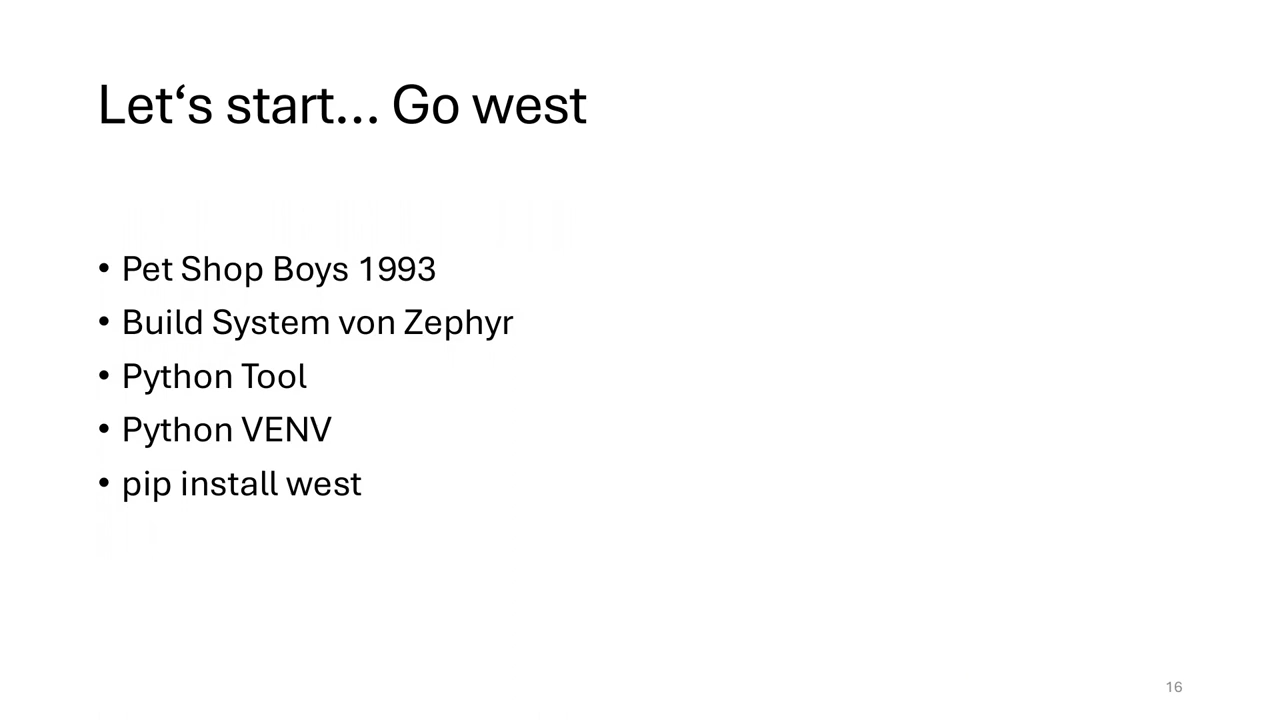 Let‘s start... Go west
• Pet Shop Boys 1993
• Build System von Zephyr
• Python Tool
• Python VENV
• pip install west
16